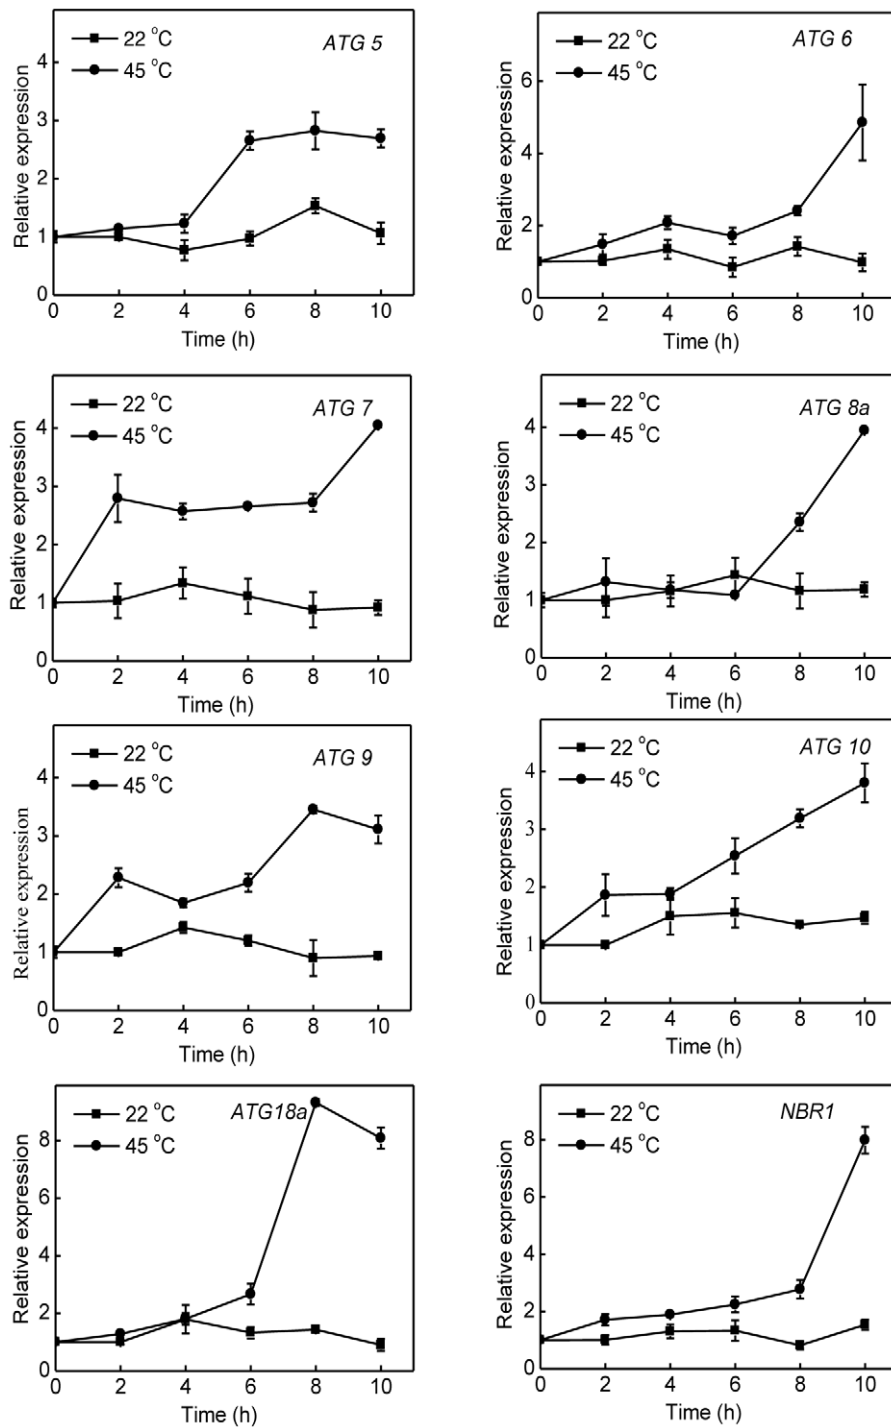 22 °C
45 °C
ATG 5
Relative expression
4
3
2
1
0
0 2 4 6 8 10
Time (h)
22 °C
45 °C
ATG 6
Relative expression
6
4
2
0
0 2 4 6 8 10
Time (h)
22 °C
45 °C
ATG 7
Relative expression
4
3
2
1
0
0 2 4 6 8 10
Time (h)
22 °C
45 °C
ATG 8a
Relative expression
4
3
2
1
0
0 2 4 6 8 10
Time (h)
22 °C
45 °C
ATG 9
Relative expression
4
3
2
1
0
0 2 4 6 8 10
Time (h)
22 °C
45 °C
ATG 10
Relative expression
4
3
2
1
0
0 2 4 6 8 10
Time (h)
22 °C
45 °C
ATG18a
Relative expression
8
6
4
2
0
0 2 4 6 8 10
Time (h)
22 °C
45 °C
NBR1
Relative expression
8
6
4
2
0
0 2 4 6 8 10
Time (h)